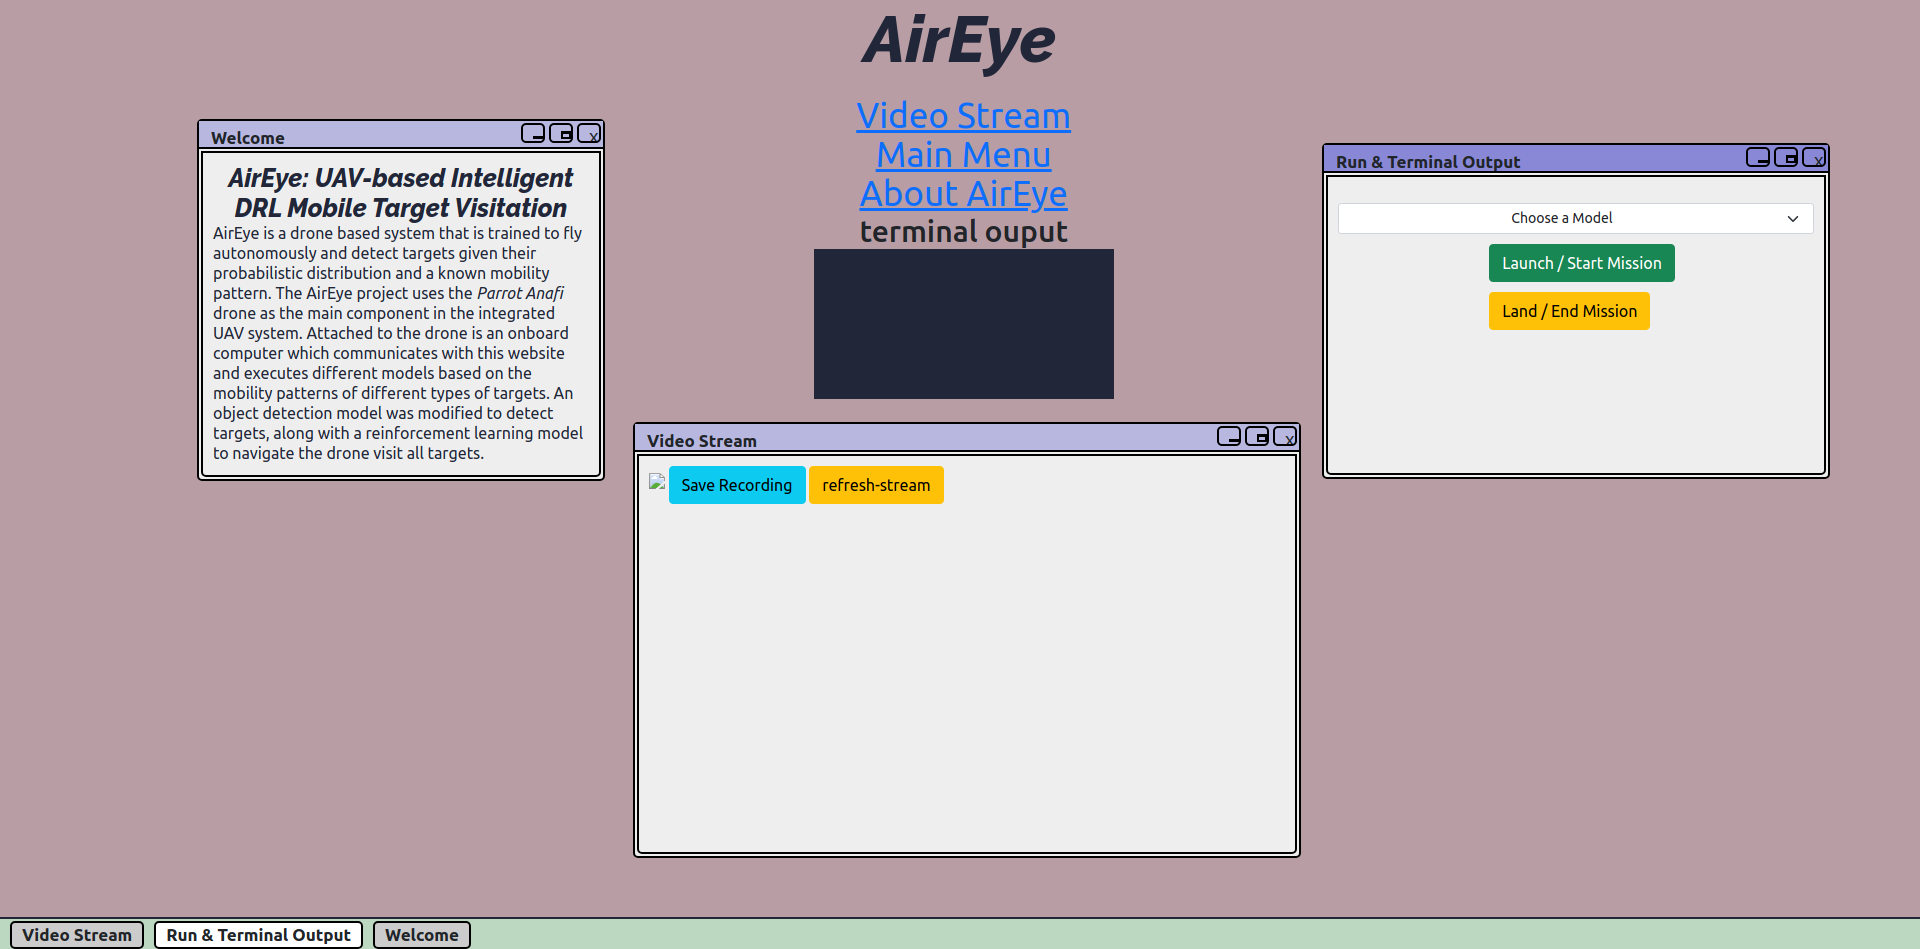 AirEye
Video Stream
Main Menu
About AirEye
terminal ouput
Welcome
x
AirEye: UAV-based Intelligent
DRL Mobile Target Visitation
AirEye is a drone based system that is trained to fly
autonomously and detect targets given their
probabilistic distribution and a known mobility
pattern. The AirEye project uses the Parrot Anafi
drone as the main component in the integrated
UAV system. Attached to the drone is an onboard
computer which communicates with this website
and executes different models based on the
mobility patterns of different types of targets. An
object detection model was modified to detect
targets, along with a reinforcement learning model
to navigate the drone visit all targets.
Run & Terminal Output
x
Choose a Model
Launch / Start Mission
Land / End Mission
Video Stream
x
Save Recording
refresh-stream
Video Stream
Run & Terminal Output
Welcome